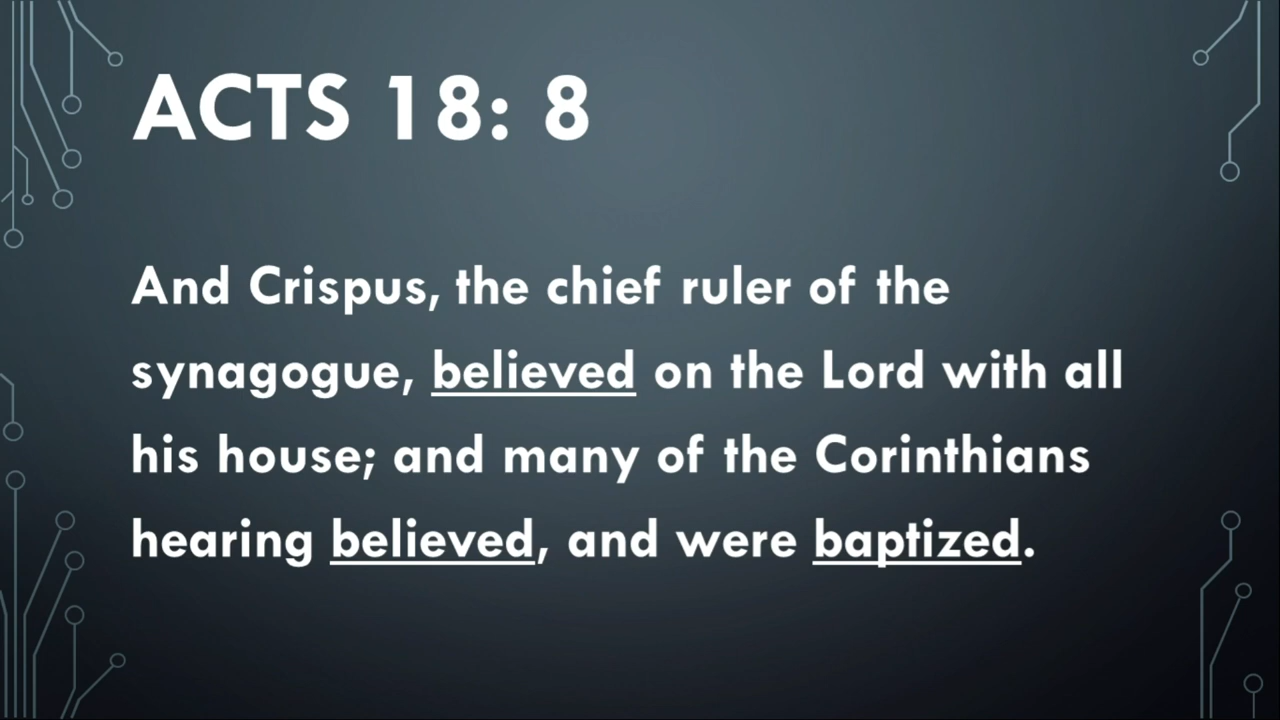 ACTS 18: 8
And Crispus, the chief ruler of the
synagogue, believed on the Lord with all
his house; and many of the Corinthians
hearing believed, and were baptized.